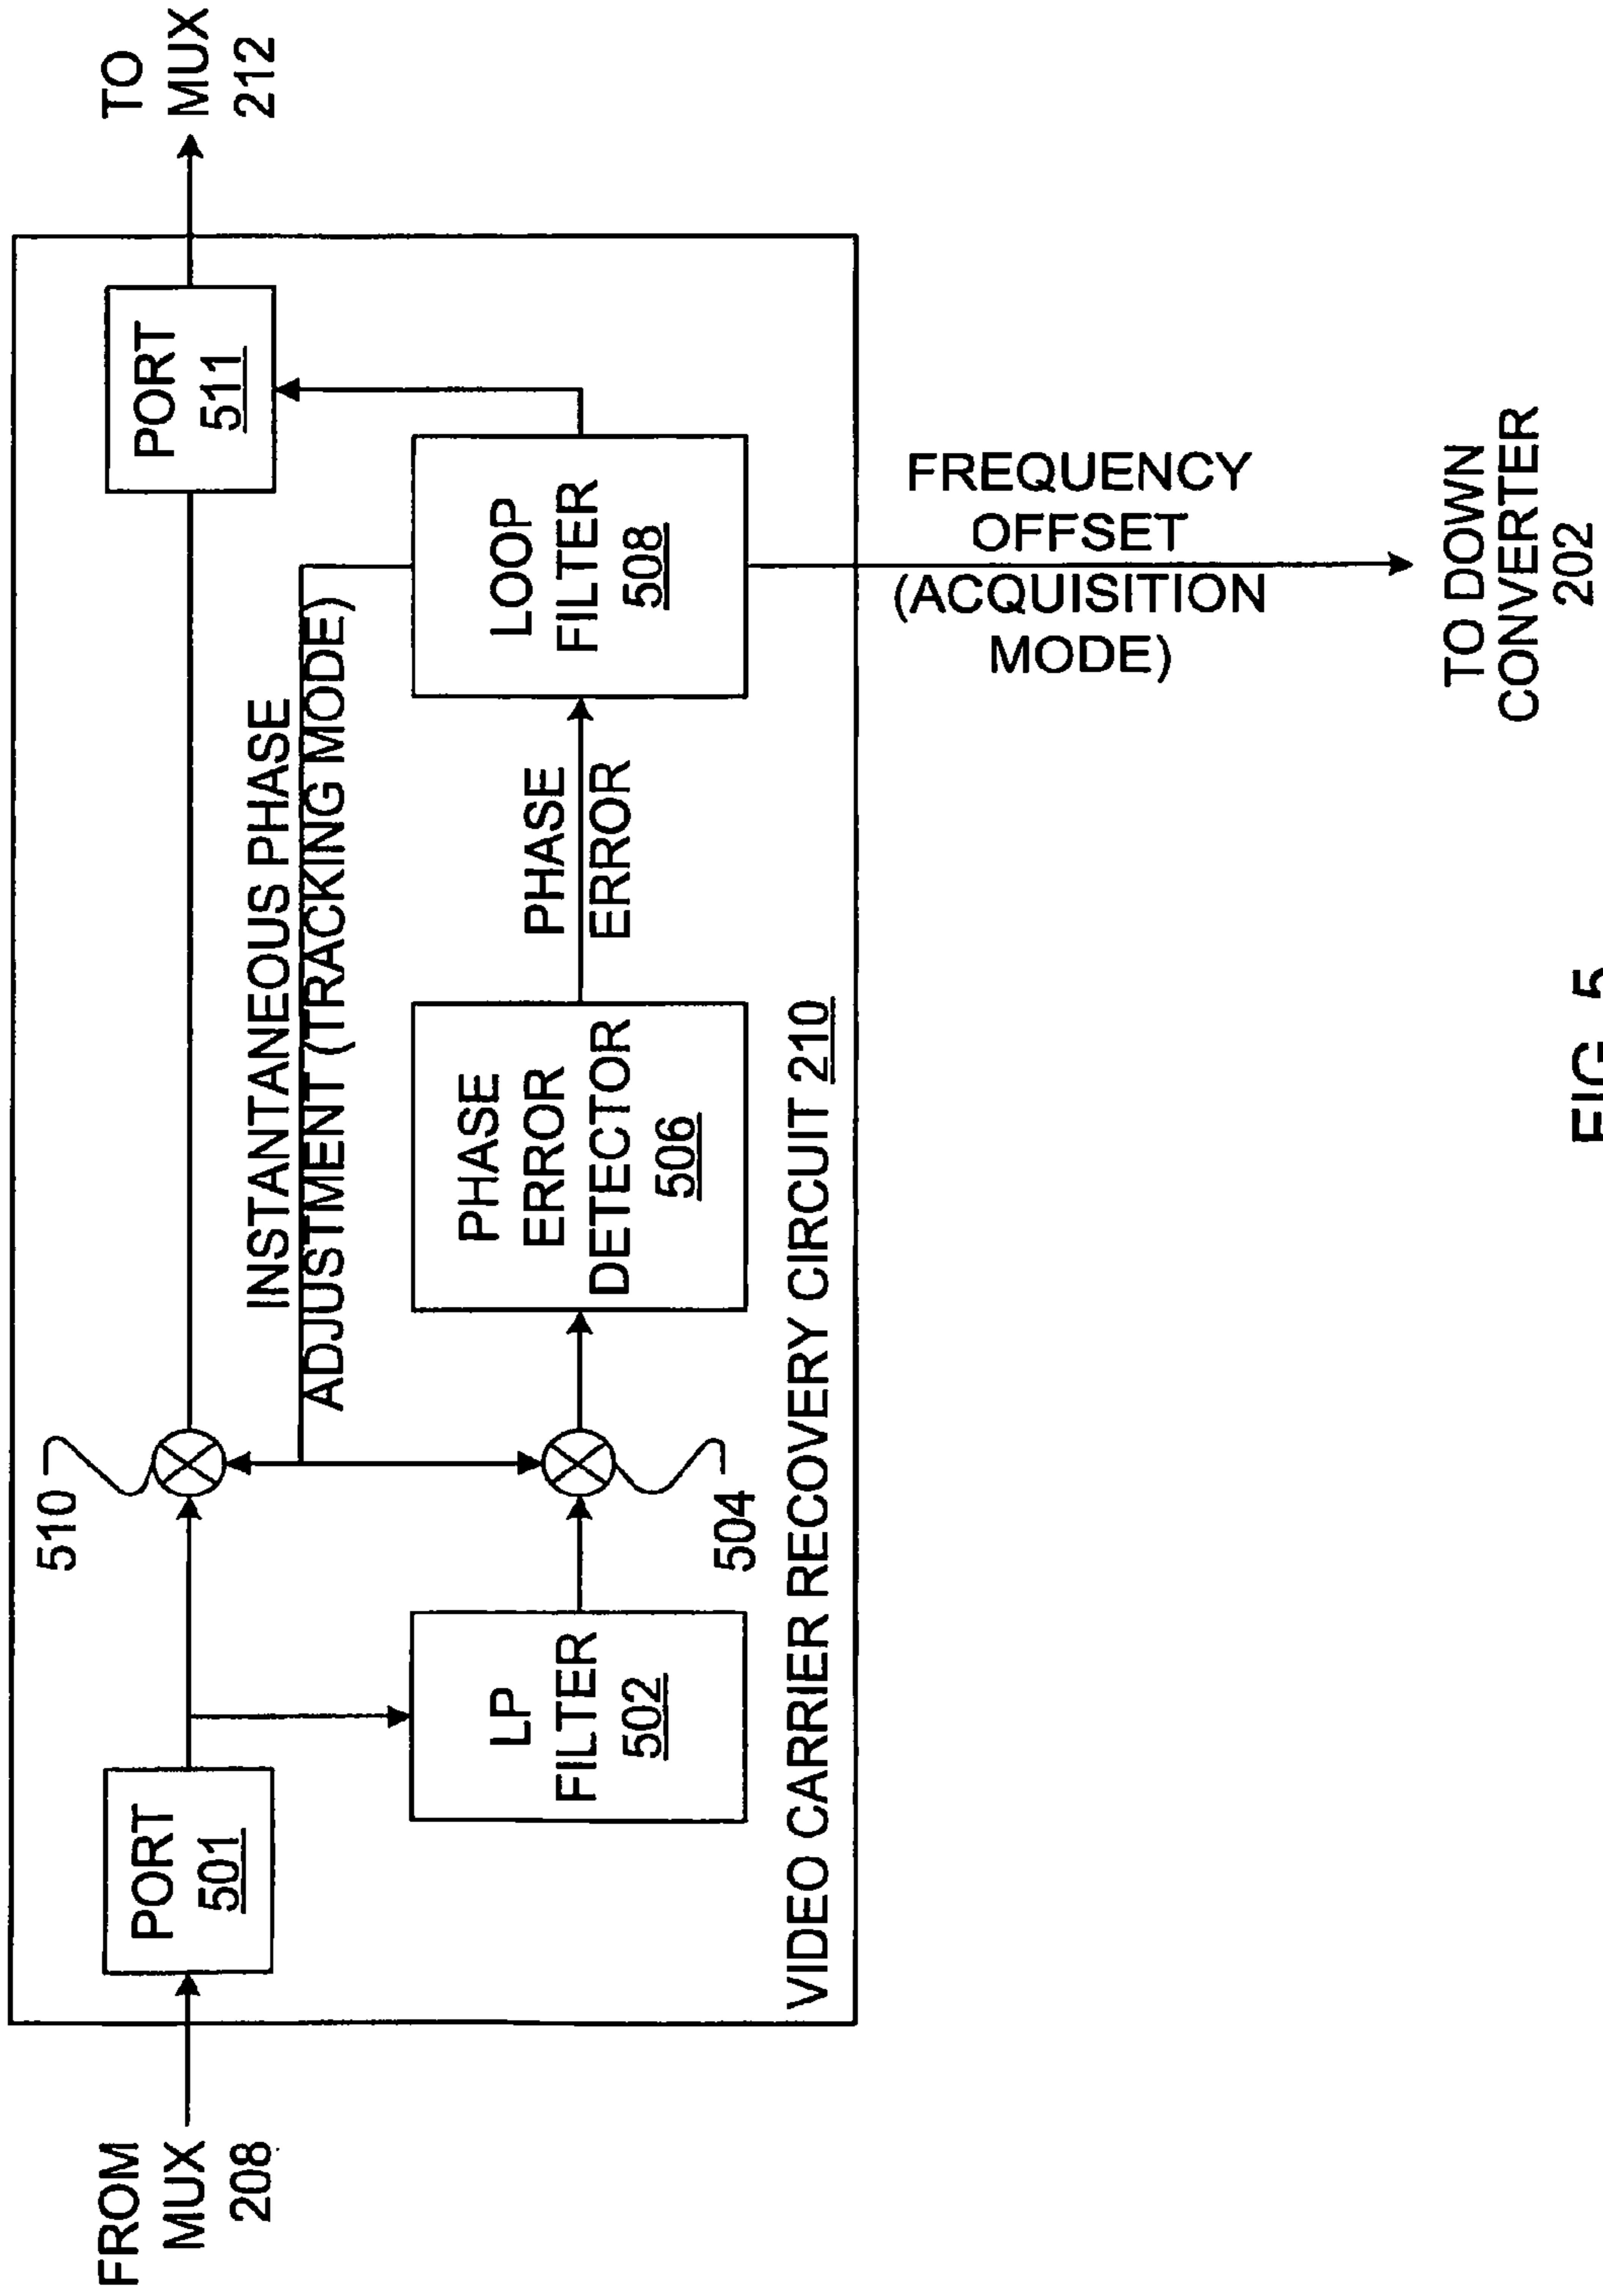 FROM
MUX
208
TO
MUX
212
510
PORT
501
PORT
511
INSTANTANEOUS PHASE
ADJUSTMENT (TRACKING MODE)
LP
FILTER
502
504
PHASE
ERROR
DETECTOR
506
PHASE
ERROR
LOOP
FILTER
508
VIDEO CARRIER RECOVERY CIRCUIT 210
FREQUENCY
OFFSET
(ACQUISITION
MODE)
TO DOWN
CONVERTER
202
FIG. 5